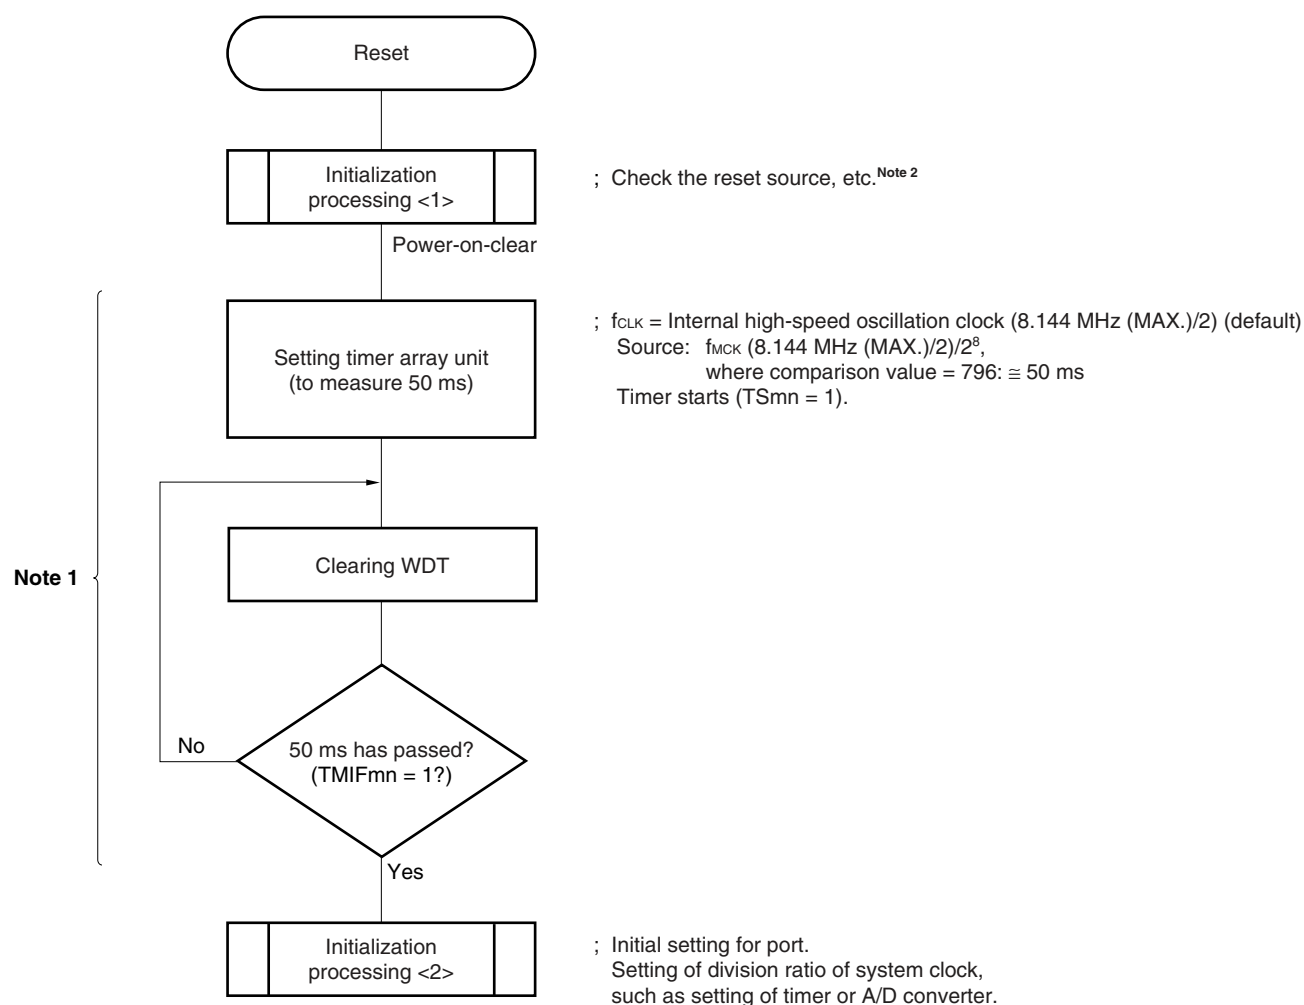 Reset
Initialization
processing <1>
; Check the reset source, etc.Note 2
Power-on-clear
Setting timer array unit
(to measure 50 ms)
; fCLK = Internal high-speed oscillation clock (8.144 MHz (MAX.)/2) (default)
Source: fMCK (8.144 MHz (MAX.)/2)/2⁸,
where comparison value = 796: ≅ 50 ms
Timer starts (TSmn = 1).
Note 1
Clearing WDT
No
50 ms has passed?
(TMIFmn = 1?)
Yes
Initialization
processing <2>
; Initial setting for port.
Setting of division ratio of system clock,
such as setting of timer or A/D converter.